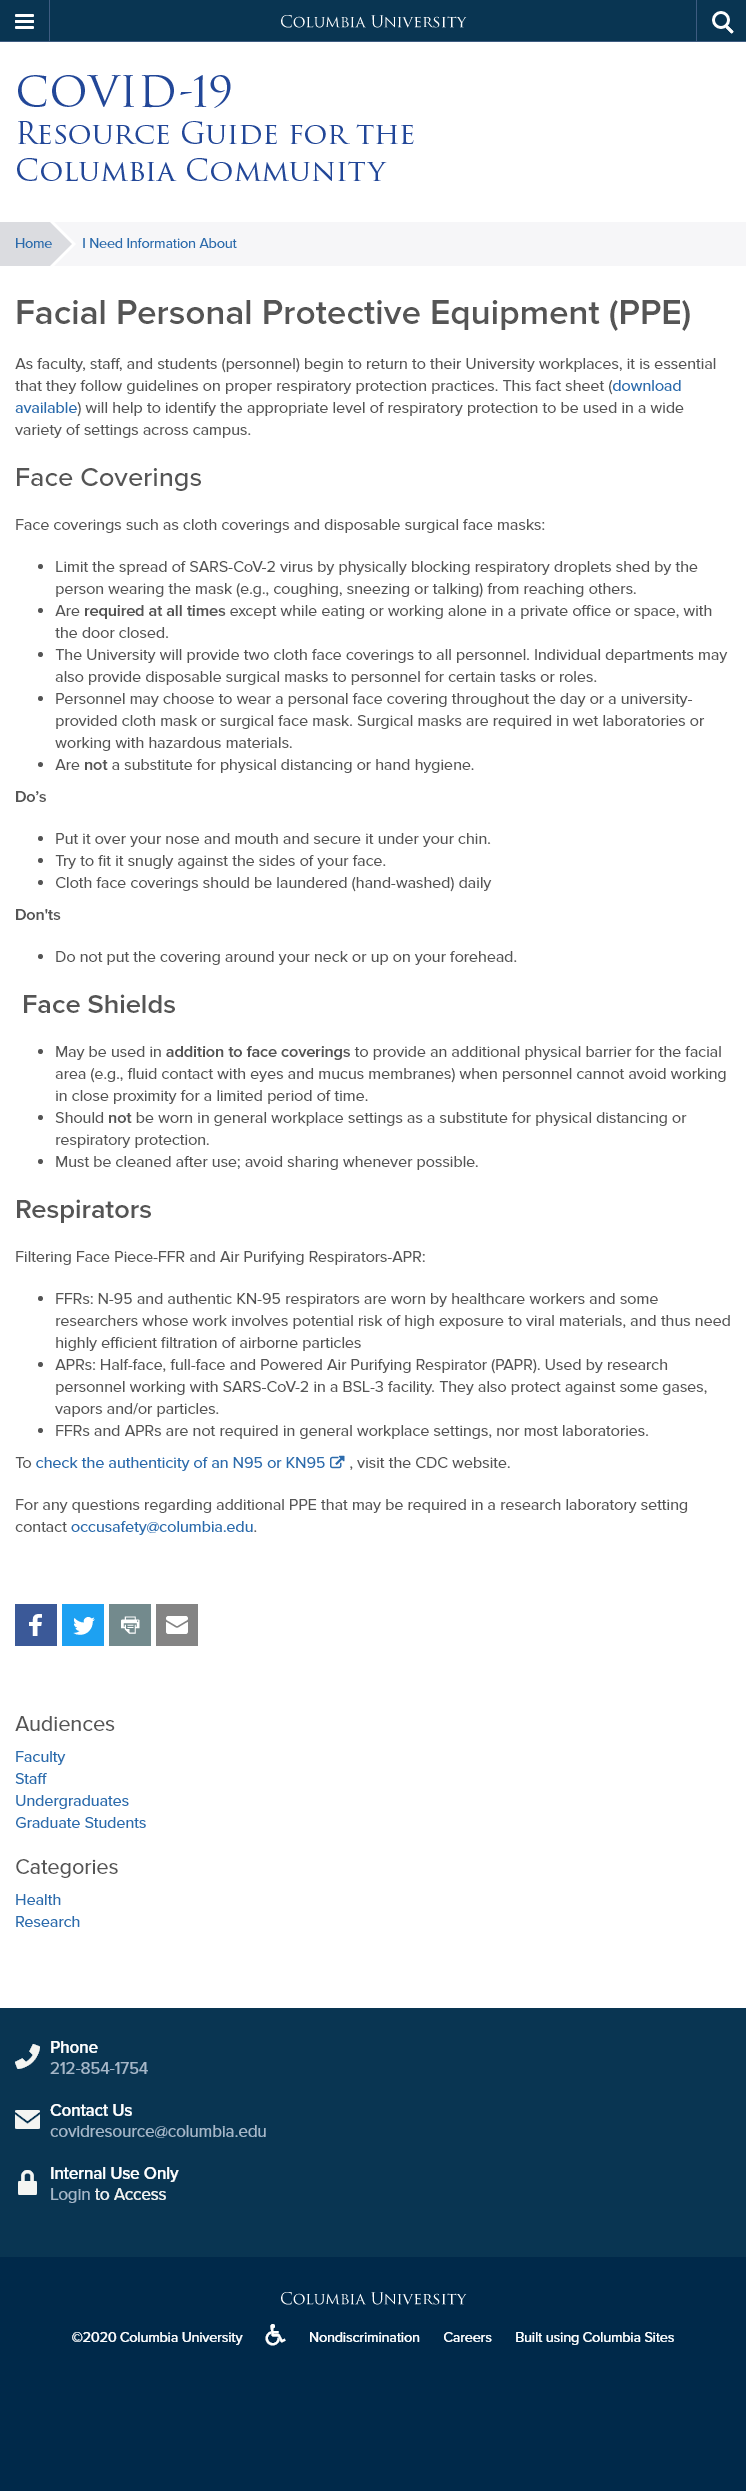 Columbia University
COVID-19
Resource Guide for the
Columbia Community
Home
I Need Information About
Facial Personal Protective Equipment (PPE)
As faculty, staff, and students (personnel) begin to return to their University workplaces, it is essential
that they follow guidelines on proper respiratory protection practices. This fact sheet (download
available) will help to identify the appropriate level of respiratory protection to be used in a wide
variety of settings across campus.
Face Coverings
Face coverings such as cloth coverings and disposable surgical face masks:
• Limit the spread of SARS-CoV-2 virus by physically blocking respiratory droplets shed by the
person wearing the mask (e.g., coughing, sneezing or talking) from reaching others.
• Are required at all times except while eating or working alone in a private office or space, with
the door closed.
• The University will provide two cloth face coverings to all personnel. Individual departments may
also provide disposable surgical masks to personnel for certain tasks or roles.
• Personnel may choose to wear a personal face covering throughout the day or a university-
provided cloth mask or surgical face mask. Surgical masks are required in wet laboratories or
working with hazardous materials.
• Are not a substitute for physical distancing or hand hygiene.
Do’s
• Put it over your nose and mouth and secure it under your chin.
• Try to fit it snugly against the sides of your face.
• Cloth face coverings should be laundered (hand-washed) daily
Don'ts
• Do not put the covering around your neck or up on your forehead.
Face Shields
• May be used in addition to face coverings to provide an additional physical barrier for the facial
area (e.g., fluid contact with eyes and mucus membranes) when personnel cannot avoid working
in close proximity for a limited period of time.
• Should not be worn in general workplace settings as a substitute for physical distancing or
respiratory protection.
• Must be cleaned after use; avoid sharing whenever possible.
Respirators
Filtering Face Piece-FFR and Air Purifying Respirators-APR:
• FFRs: N-95 and authentic KN-95 respirators are worn by healthcare workers and some
researchers whose work involves potential risk of high exposure to viral materials, and thus need
highly efficient filtration of airborne particles
• APRs: Half-face, full-face and Powered Air Purifying Respirator (PAPR). Used by research
personnel working with SARS-CoV-2 in a BSL-3 facility. They also protect against some gases,
vapors and/or particles.
• FFRs and APRs are not required in general workplace settings, nor most laboratories.
To check the authenticity of an N95 or KN95 , visit the CDC website.
For any questions regarding additional PPE that may be required in a research laboratory setting
contact occusafety@columbia.edu.
Audiences
Faculty
Staff
Undergraduates
Graduate Students
Categories
Health
Research
Phone
212-854-1754
Contact Us
covidresource@columbia.edu
Internal Use Only
Login to Access
Columbia University
©2020 Columbia University Nondiscrimination Careers Built using Columbia Sites